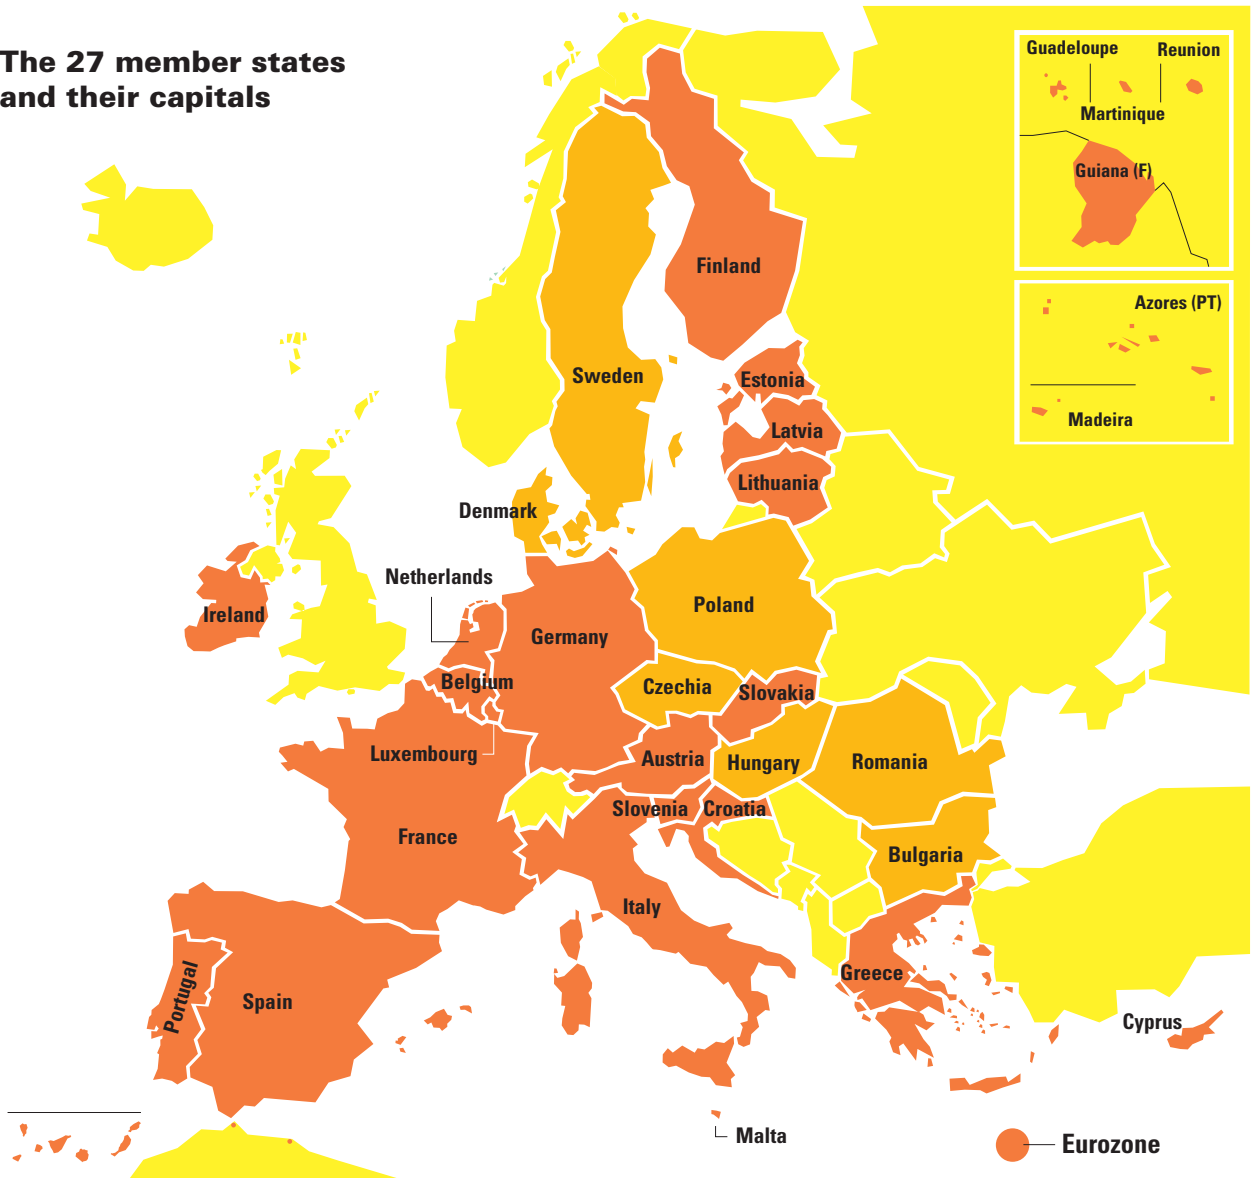 The 27 member states
and their capitals
Guadeloupe
Reunion
Martinique
Guiana (F)
Azores (PT)
Madeira
Finland
Sweden
Estonia
Latvia
Lithuania
Denmark
Netherlands
Ireland
Poland
Germany
Belgium
Czechia
Slovakia
Luxembourg
Austria
Hungary
Romania
Slovenia
Croatia
France
Bulgaria
Italy
Greece
Portugal
Spain
Cyprus
Malta
Eurozone